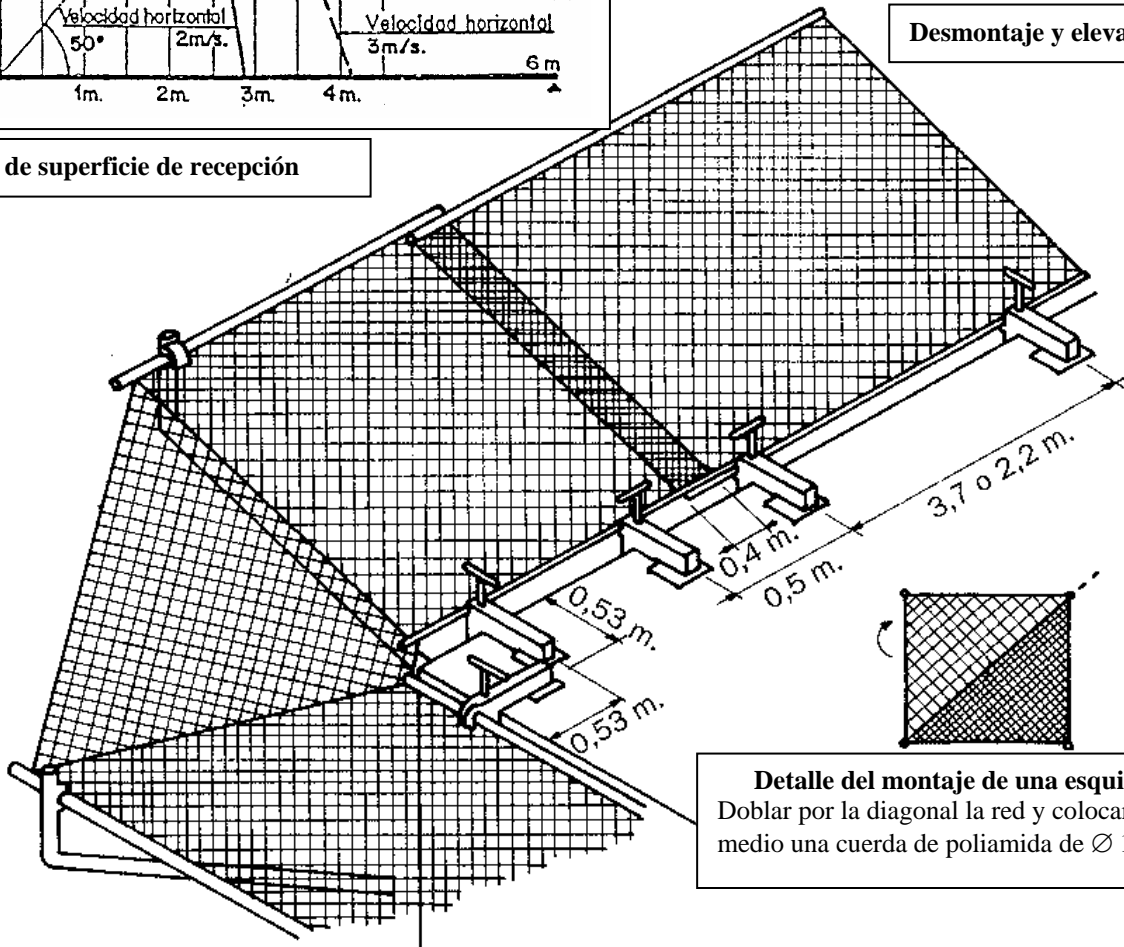 Velocidad horizontal
50° 2m/s.
Velocidad horizontal
3m/s.
6 m
1m. 2m. 3m. 4m.
Desmontaje y eleva
de superficie de recepción
3,7 o 2,2 m.
0,4 m.
0,5 m.
0,53 m.
0,53 m.
Detalle del montaje de una esqui
Doblar por la diagonal la red y coloca
medio una cuerda de poliamida de Ø 1